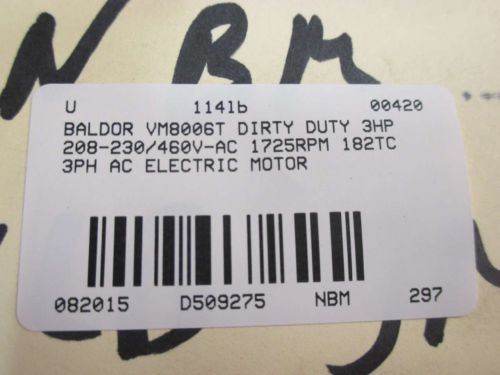 N BM
U 1141b 00420
BALDOR VM8006T DIRTY DUTY 3HP
208-230/460V-AC 1725RPM 182TC
3PH AC ELECTRIC MOTOR
082015 D509275 NBM 297